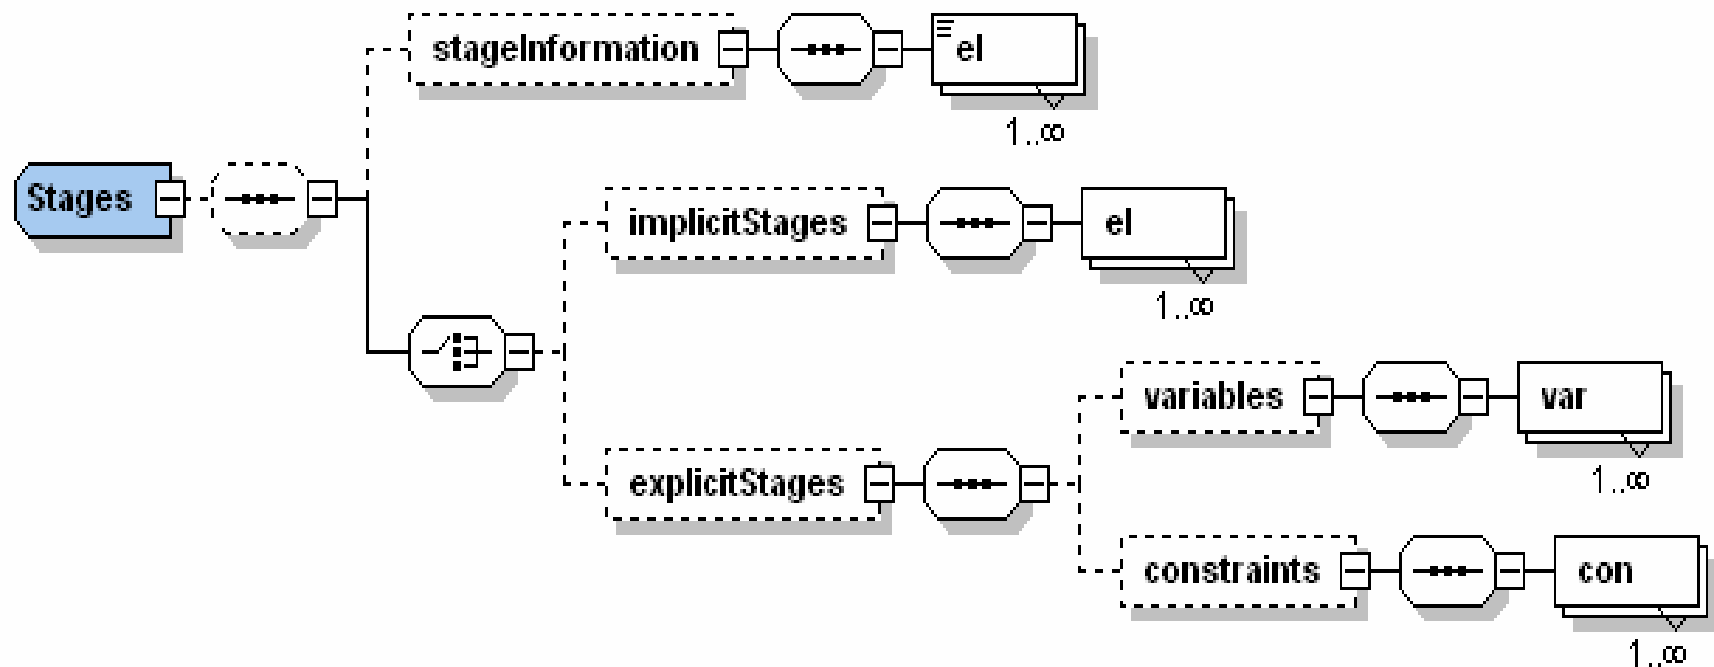 stageInformation
el
1..∞
Stages
implicitStages
el
1..∞
variables
var
1..∞
explicitStages
constraints
con
1..∞